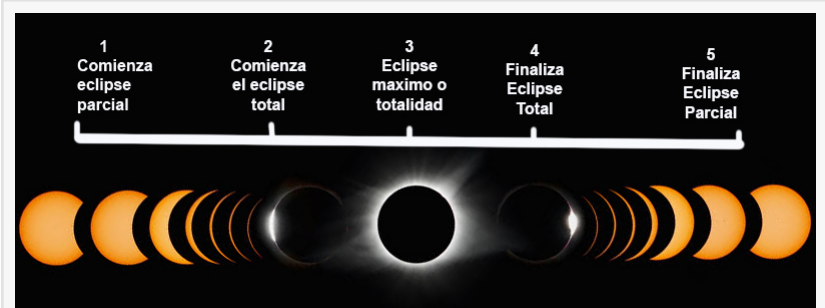 1
Comienza
eclipse
parcial
2
Comienza
el eclipse
total
3
Eclipse
maximo o
totalidad
4
Finaliza
Eclipse
Total
5
Finaliza
Eclipse
Parcial